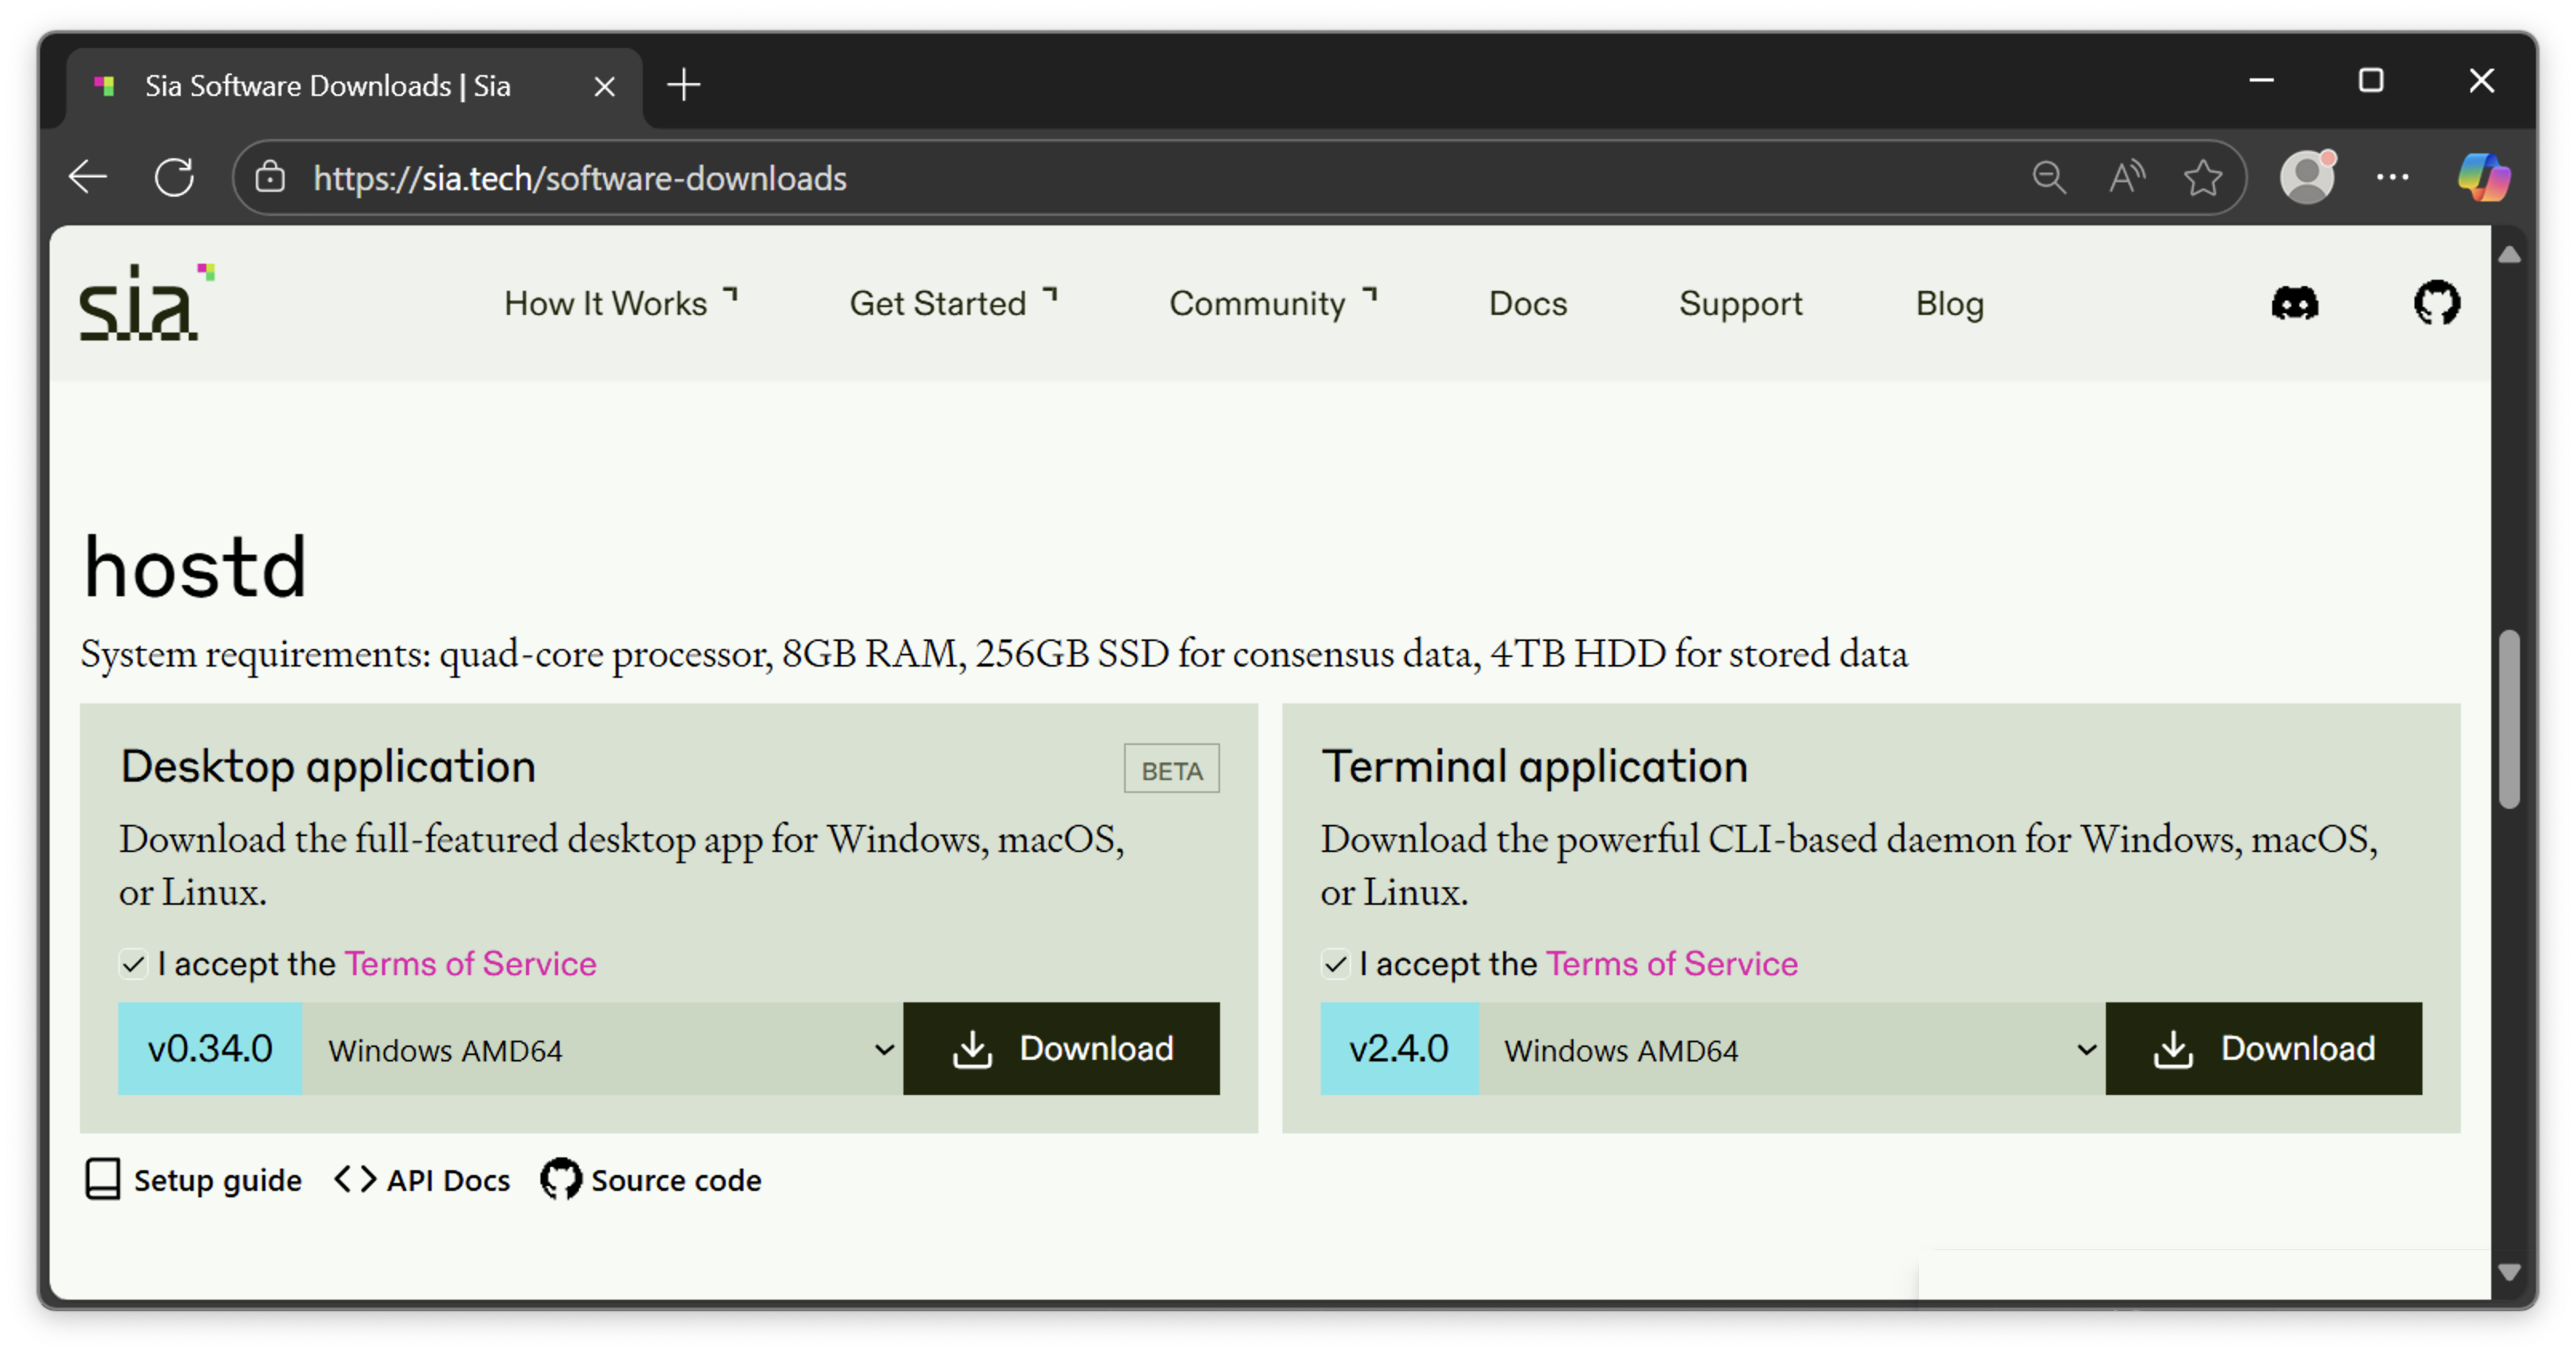 Sia Software Downloads | Sia
https://sia.tech/software-downloads
sia
How It Works
Get Started
Community
Docs
Support
Blog
hostd
System requirements: quad-core processor, 8GB RAM, 256GB SSD for consensus data, 4TB HDD for stored data
Desktop application
BETA
Download the full-featured desktop app for Windows, macOS,
or Linux.
I accept the Terms of Service
v0.34.0
Windows AMD64
Download
Terminal application
Download the powerful CLI-based daemon for Windows, macOS,
or Linux.
I accept the Terms of Service
v2.4.0
Windows AMD64
Download
Setup guide
API Docs
Source code